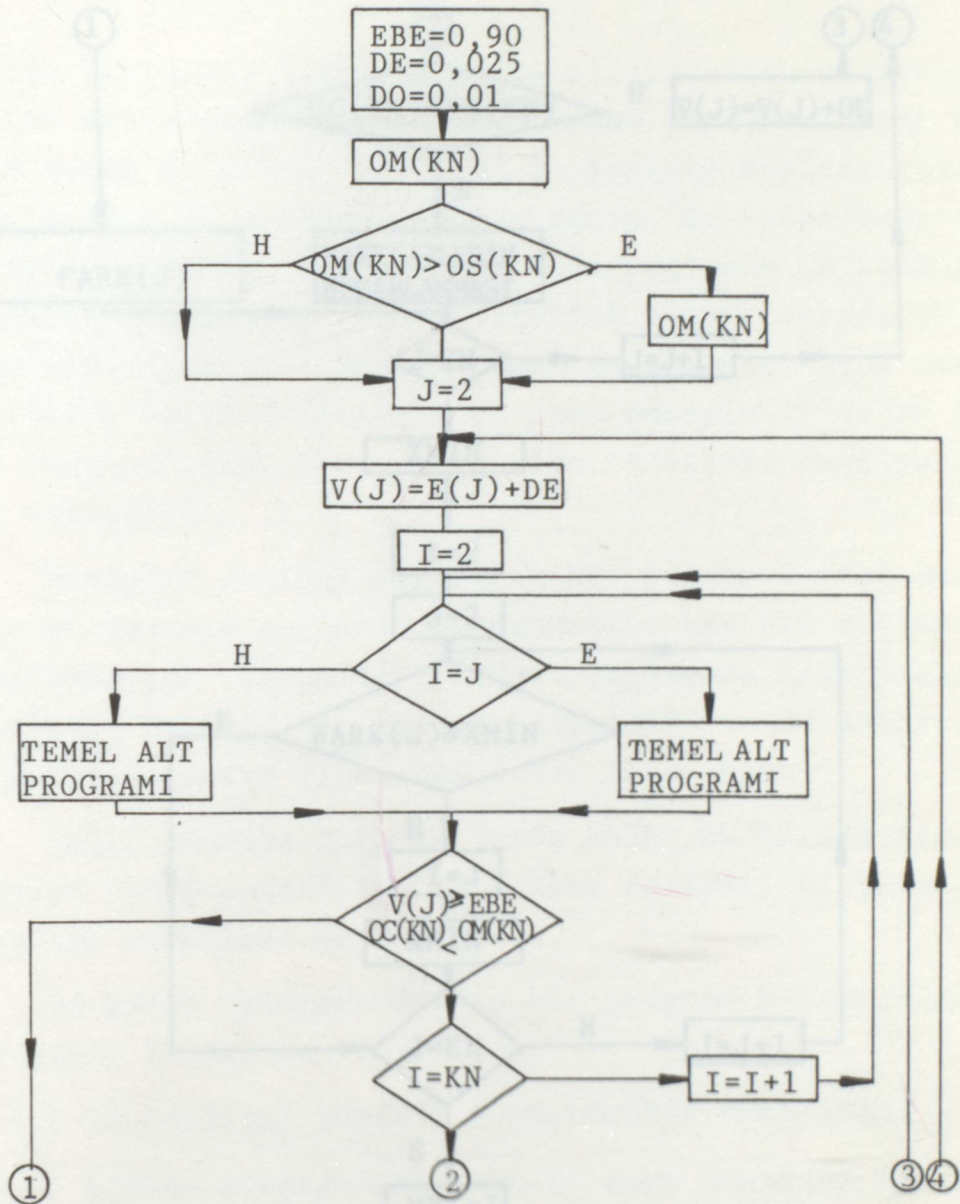 EBE=0,90
DE=0,025
DO=0,01
OM(KN)
H
OM(KN)>OS(KN)
E
OM(KN)
J=2
V(J)=E(J)+DE
I=2
H
I=J
E
TEMEL ALT
PROGRAMI
TEMEL ALT
PROGRAMI
V(J)≥EBE
OC(KN)<OM(KN)
I=KN
I=I+1
1
2
3
4